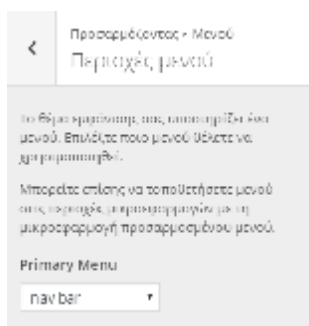 Προσαρμόζοντας ▸ Μενού
Περιοχές μενού
Το θέμα εμφάνισης σας υποστηρίζει ένα
μενού. Επιλέξτε ποιο μενού θέλετε να
χρησιμοποιηθεί.
Μπορείτε επίσης να τοποθετήσετε μενού
στις περιοχές μικροεφαρμογών με τη
μικροεφαρμογή προσαρμοσμένου μενού.
Primary Menu
nav bar